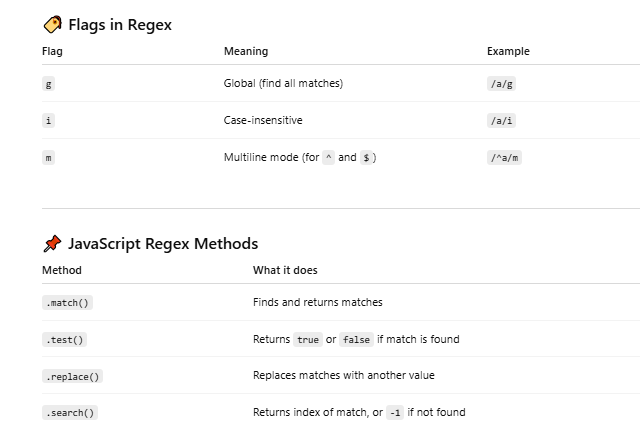 Flags in Regex
Flag Meaning Example
g Global (find all matches) /a/g
i Case-insensitive /a/i
m Multiline mode (for ^ and $) /^a/m
JavaScript Regex Methods
Method What it does
.match() Finds and returns matches
.test() Returns true or false if match is found
.replace() Replaces matches with another value
.search() Returns index of match, or -1 if not found